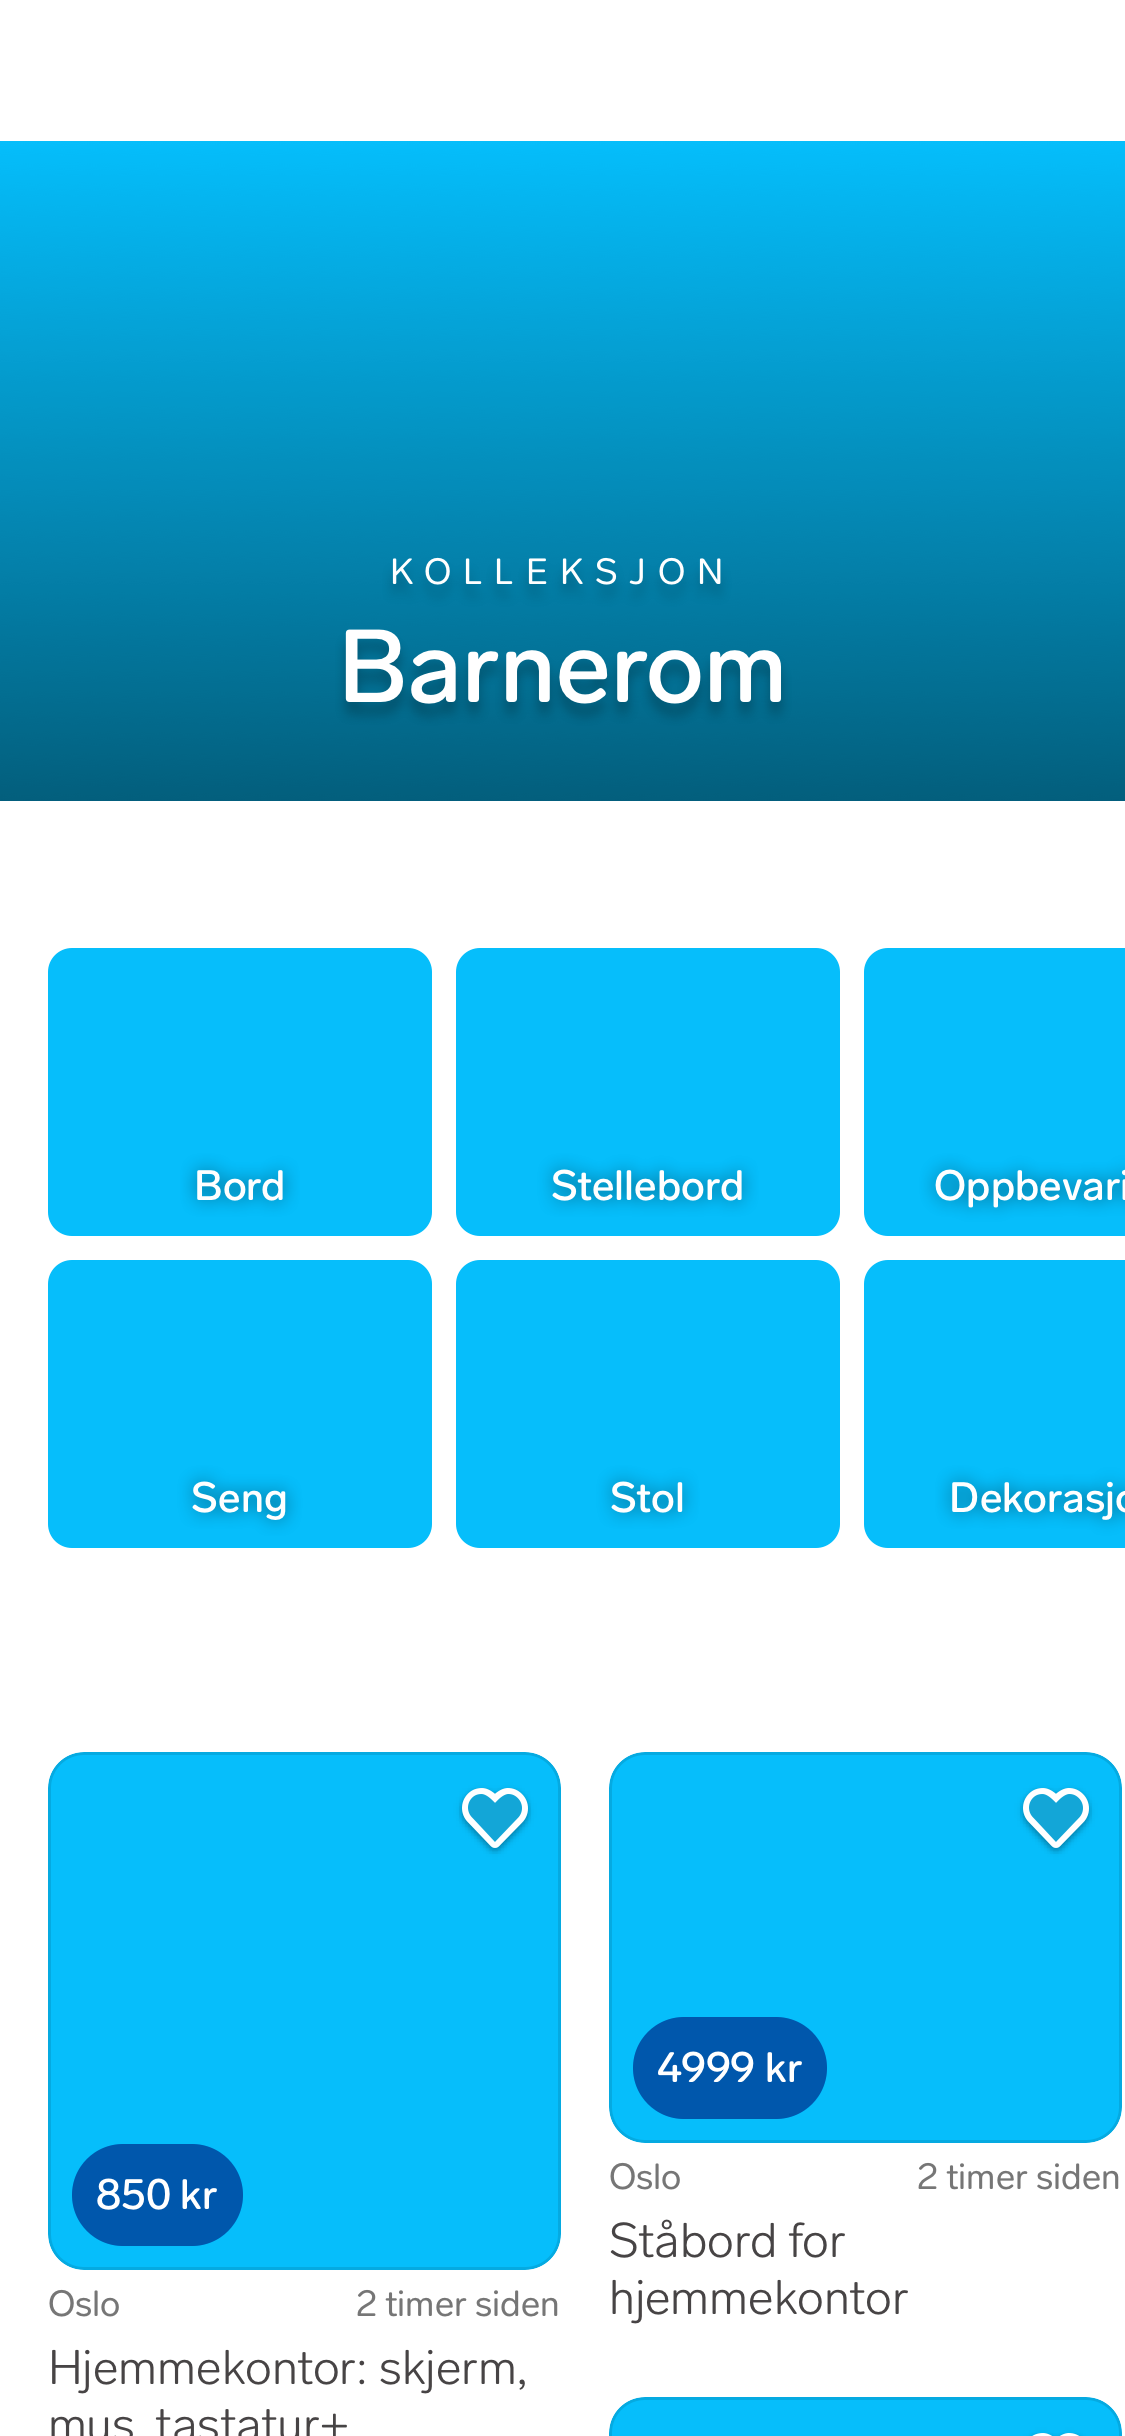 KOLLEKSJON
Barnerom
Bord
Stellebord
Oppbevari
Seng
Stol
Dekorasjo
850 kr
Oslo
2 timer siden
Hjemmekontor: skjerm,
mus, tastatur+
4999 kr
Oslo
2 timer siden
Ståbord for
hjemmekontor